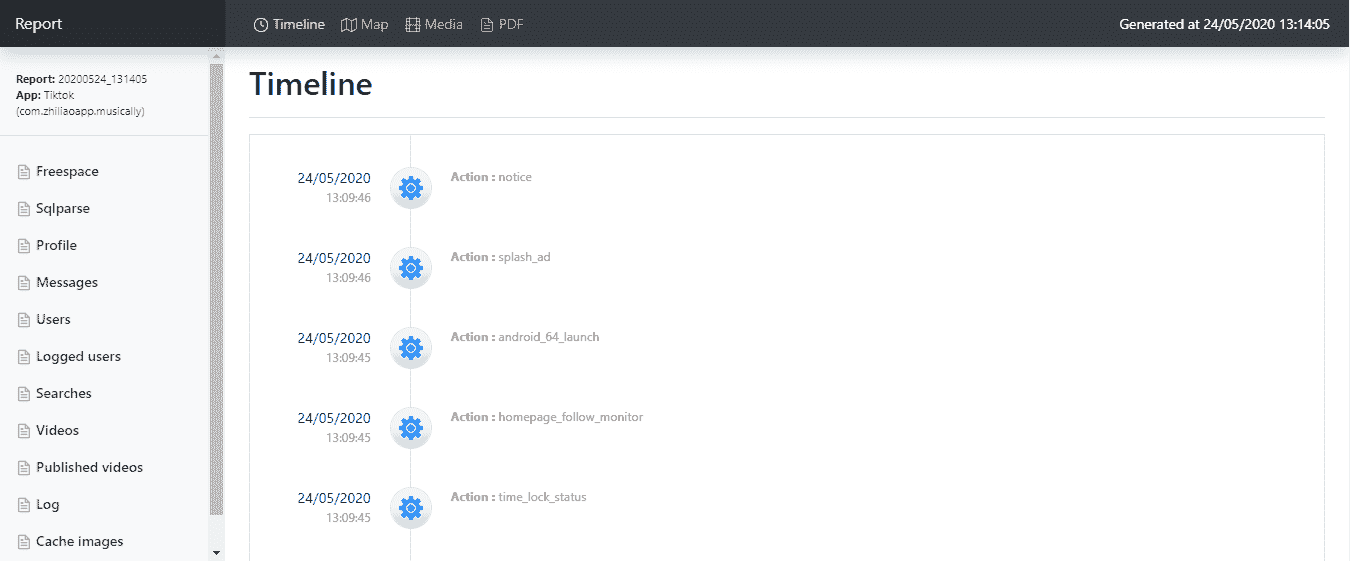 Report
Timeline Map Media PDF
Generated at 24/05/2020 13:14:05
Report: 20200524_131405
App: Tiktok
(com.zhiliaoapp.musically)
Freespace
Sqlparse
Profile
Messages
Users
Logged users
Searches
Videos
Published videos
Log
Cache images
Timeline
24/05/2020
13:09:46
Action : notice
24/05/2020
13:09:46
Action : splash_ad
24/05/2020
13:09:45
Action : android_64_launch
24/05/2020
13:09:45
Action : homepage_follow_monitor
24/05/2020
13:09:45
Action : time_lock_status